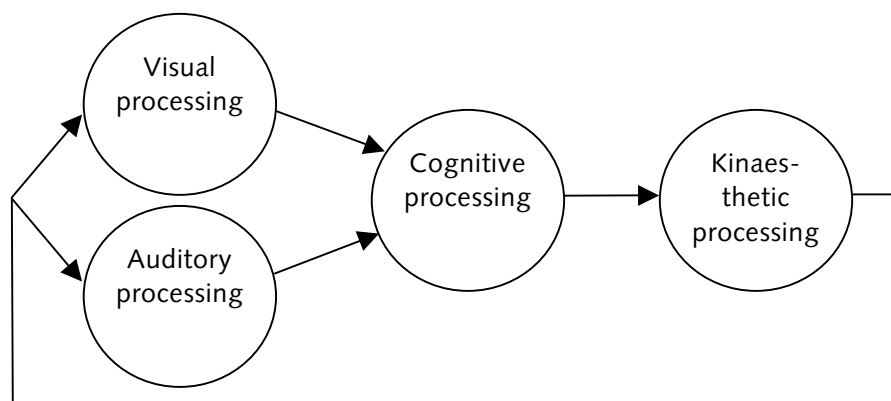 Visual
processing
Auditory
processing
Cognitive
processing
Kinaes-
thetic
processing